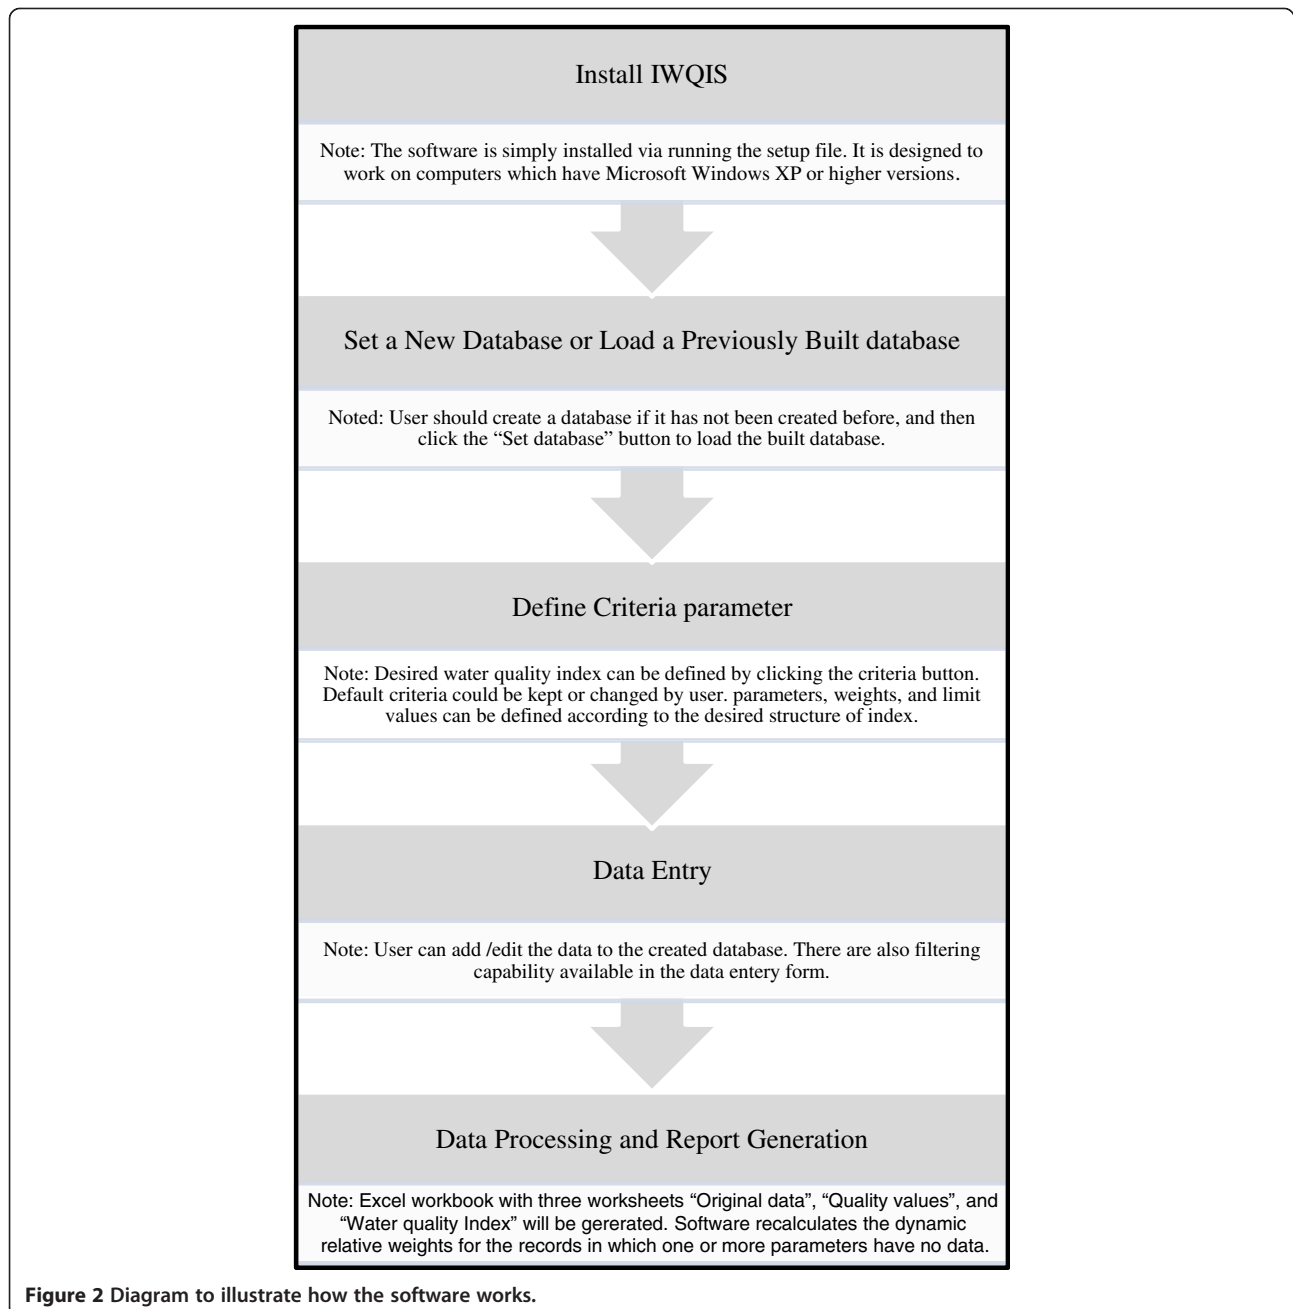 Install IWQIS
Note: The software is simply installed via running the setup file. It is designed to
work on computers which have Microsoft Windows XP or higher versions.
Set a New Database or Load a Previously Built database
Noted: User should create a database if it has not been created before, and then
click the “Set database” button to load the built database.
Define Criteria parameter
Note: Desired water quality index can be defined by clicking the criteria button.
Default criteria could be kept or changed by user. parameters, weights, and limit
values can be defined according to the desired structure of index.
Data Entry
Note: User can add /edit the data to the created database. There are also filtering
capability available in the data entery form.
Data Processing and Report Generation
Note: Excel workbook with three worksheets “Original data”, “Quality values”, and
“Water quality Index” will be gererated. Software recalculates the dynamic
relative weights for the records in which one or more parameters have no data.
Figure 2 Diagram to illustrate how the software works.